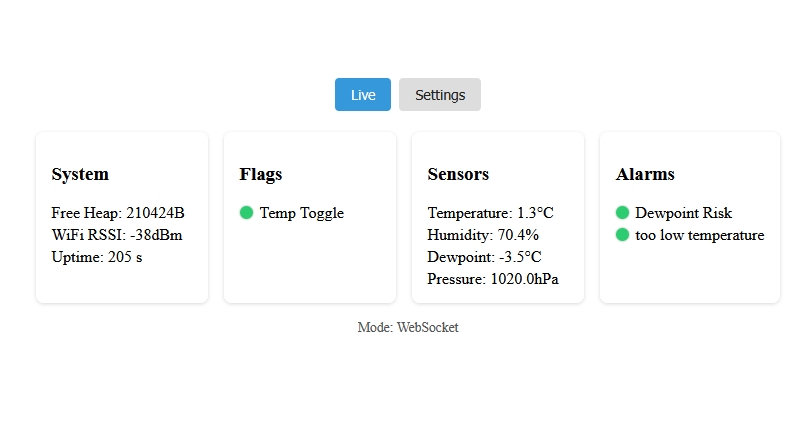 Live Settings
System
Free Heap: 210424B
WiFi RSSI: -38dBm
Uptime: 205 s
Flags
Temp Toggle
Sensors
Temperature: 1.3°C
Humidity: 70.4%
Dewpoint: -3.5°C
Pressure: 1020.0hPa
Alarms
Dewpoint Risk
too low temperature
Mode: WebSocket